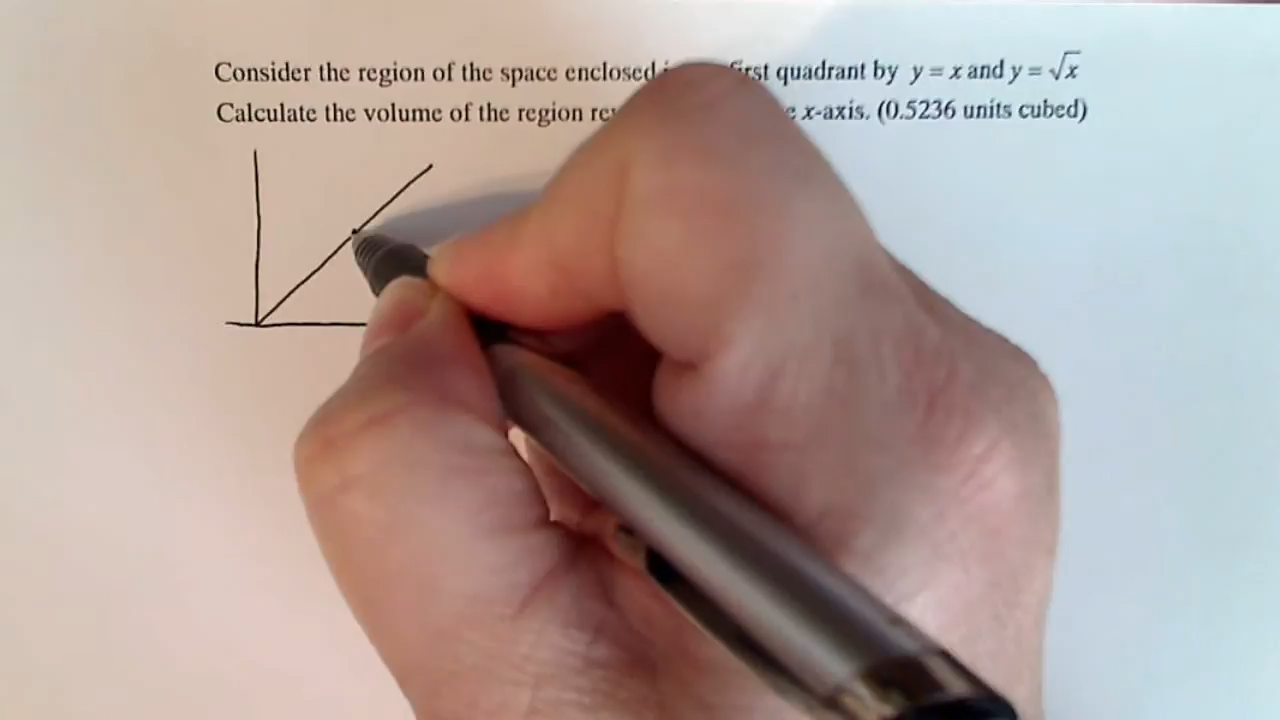 Consider the region of the space enclosed quadrant by y = x and y = √x
Calculate the volume of the region x-axis. (0.5236 units cubed)